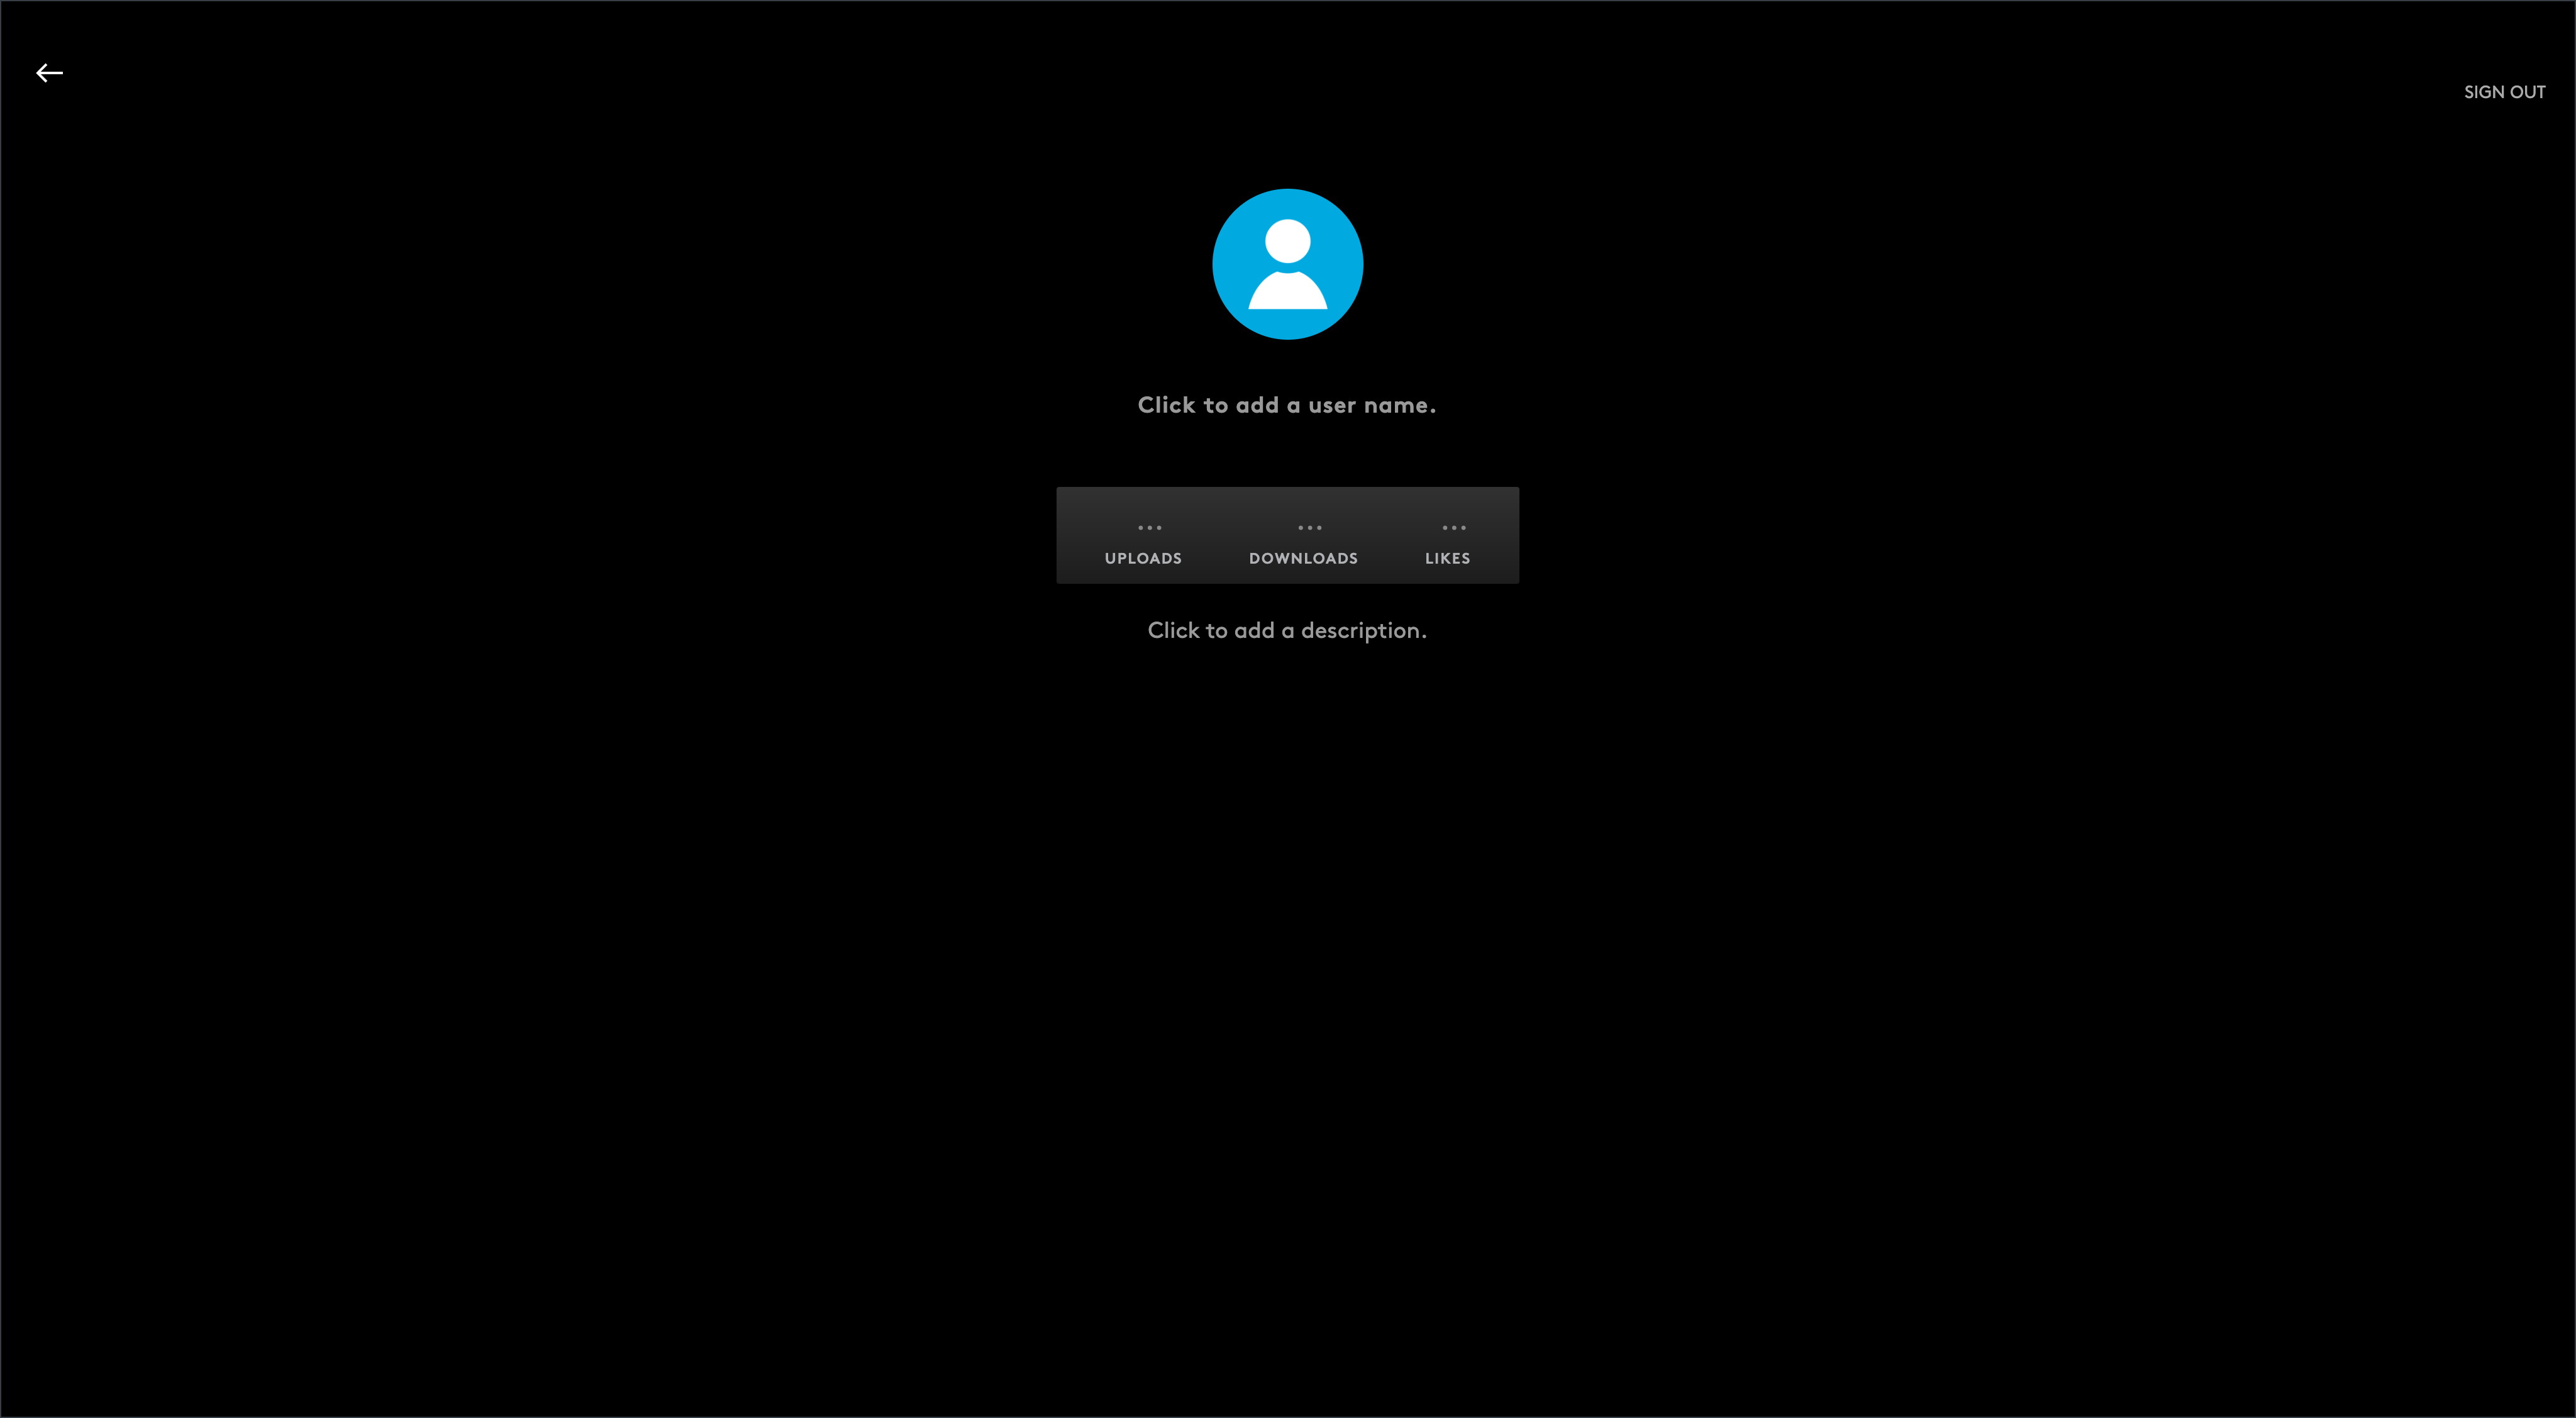 SIGN OUT
Click to add a user name.
... ... ...
UPLOADS DOWNLOADS LIKES
Click to add a description.